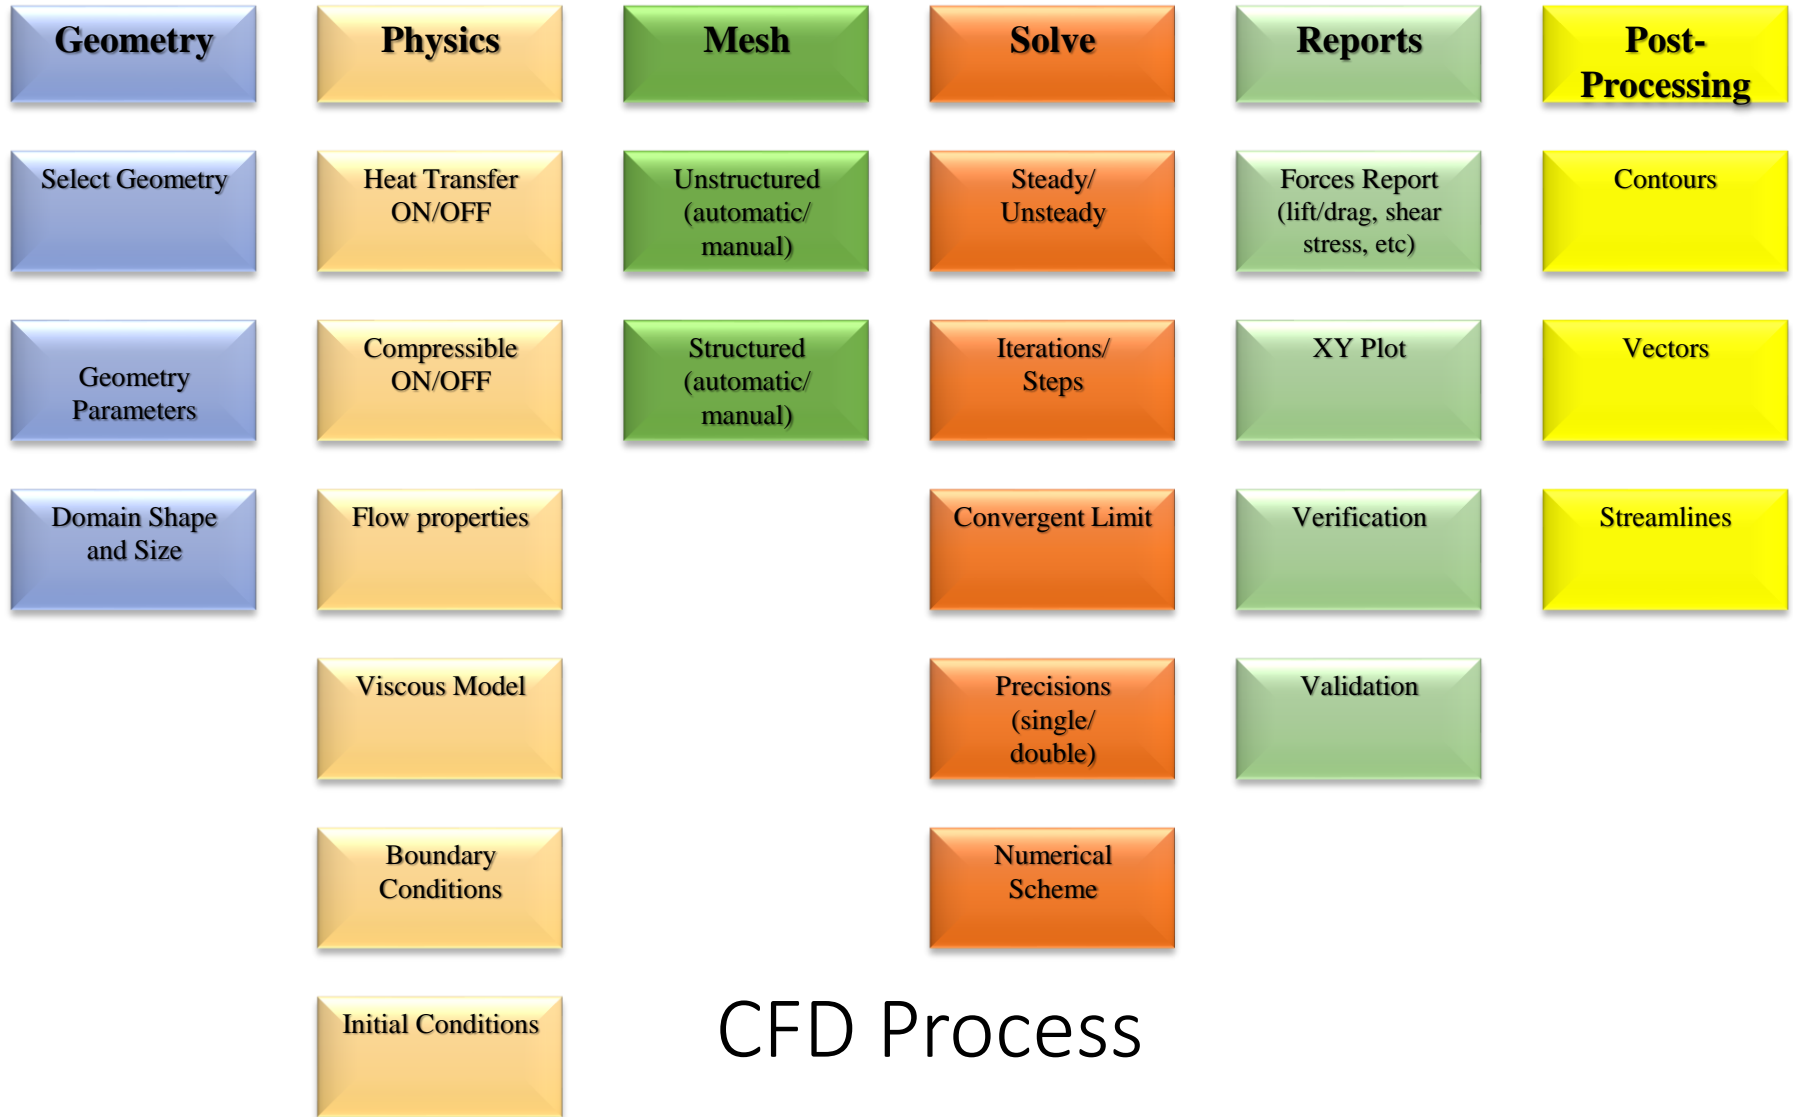 Geometry
Physics
Mesh
Solve
Reports
Post-
Processing
Select Geometry
Heat Transfer
ON/OFF
Unstructured
(automatic/
manual)
Steady/
Unsteady
Forces Report
(lift/drag, shear
stress, etc)
Contours
Geometry
Parameters
Compressible
ON/OFF
Structured
(automatic/
manual)
Iterations/
Steps
XY Plot
Vectors
Domain Shape
and Size
Flow properties
Convergent Limit
Verification
Streamlines
Viscous Model
Precisions
(single/
double)
Validation
Boundary
Conditions
Numerical
Scheme
Initial Conditions
CFD Process